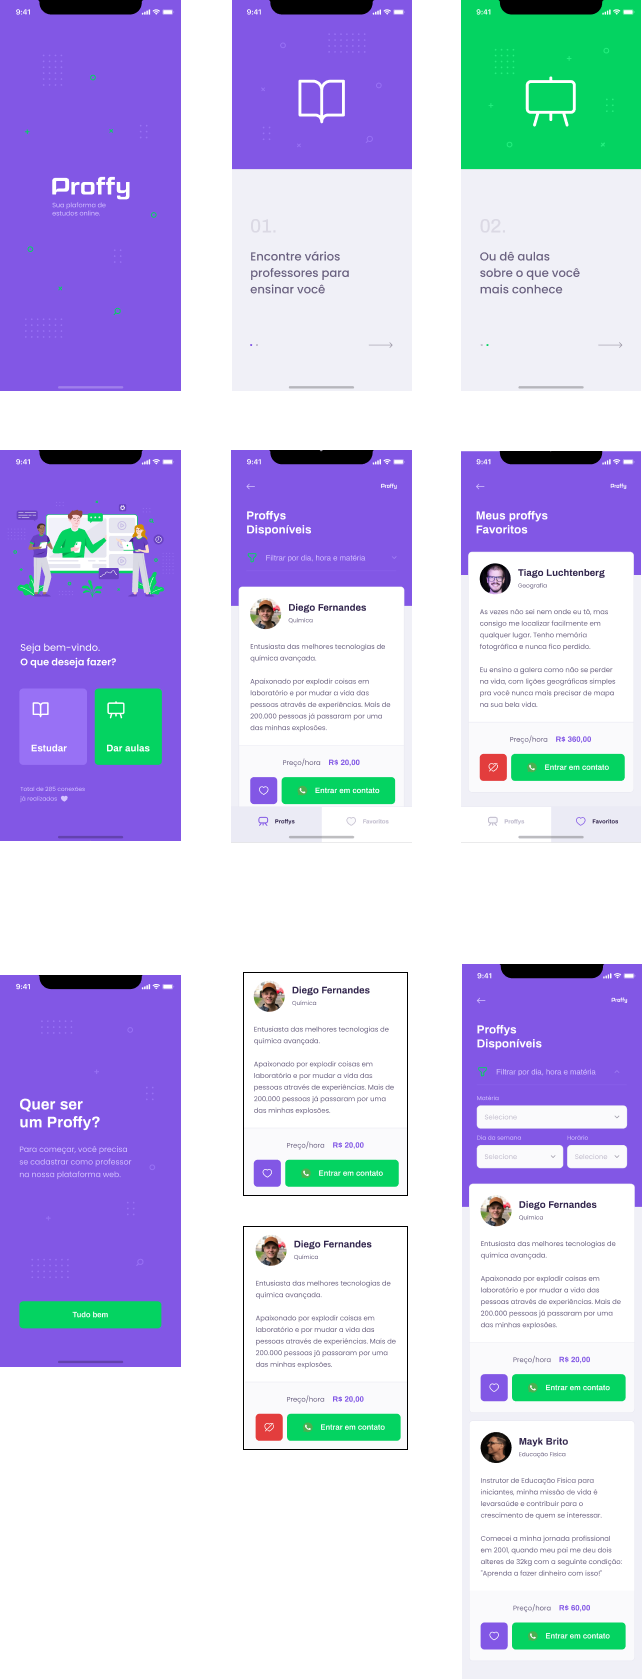 9:41
Proffy
Sua plaforma de
estudos online.
9:41
01.
Encontre vários
professores para
ensinar você
9:41
02.
Ou dê aulas
sobre o que você
mais conhece
9:41
Seja bem-vindo.
O que deseja fazer?
Estudar
Dar aulas
Total de 285 conexões
já realizadas
9:41
Proffy
Proffys
Disponíveis
Filtrar por dia, hora e matéria
Diego Fernandes
Química
Entusiasta das melhores tecnologias de
química avançada.
Apaixonado por explodir coisas em
laboratório e por mudar a vida das
pessoas através de experiências. Mais de
200.000 pessoas já passaram por uma
das minhas explosões.
Preço/hora R$ 20,00
Entrar em contato
Proffys
Favoritos
9:41
Proffy
Meus proffys
Favoritos
Tiago Luchtenberg
Geografia
As vezes não sei nem onde eu tô, mas
consigo me localizar facilmente em
qualquer lugar. Tenho memória
fotográfica e nunca fico perdido.
Eu ensino a galera como não se perder
na vida, com lições geográficas simples
pra você nunca mais precisar de mapa
na sua bela vida.
Preço/hora R$ 360,00
Entrar em contato
Proffys
Favoritos
9:41
Quer ser
um Proffy?
Para começar, você precisa
se cadastrar como professor
na nossa plataforma web.
Tudo bem
Diego Fernandes
Química
Entusiasta das melhores tecnologias de
química avançada.
Apaixonado por explodir coisas em
laboratório e por mudar a vida das
pessoas através de experiências. Mais de
200.000 pessoas já passaram por uma
das minhas explosões.
Preço/hora R$ 20,00
Entrar em contato
Diego Fernandes
Química
Entusiasta das melhores tecnologias de
química avançada.
Apaixonado por explodir coisas em
laboratório e por mudar a vida das
pessoas através de experiências. Mais de
200.000 pessoas já passaram por uma
das minhas explosões.
Preço/hora R$ 20,00
Entrar em contato
9:41
Proffy
Proffys
Disponíveis
Filtrar por dia, hora e matéria
Matéria
Selecione
Dia da semana
Horário
Selecione
Selecione
Diego Fernandes
Química
Entusiasta das melhores tecnologias de
química avançada.
Apaixonado por explodir coisas em
laboratório e por mudar a vida das
pessoas através de experiências. Mais de
200.000 pessoas já passaram por uma
das minhas explosões.
Preço/hora R$ 20,00
Entrar em contato
Mayk Brito
Educação Física
Instrutor de Educação Física para
iniciantes, minha missão de vida é
levarsaúde e contribuir para o
crescimento de quem se interessar.
Comecei a minha jornada profissional
em 2001, quando meu pai me deu dois
alteres de 32kg com a seguinte condição:
"Aprenda a fazer dinheiro com isso!"
Preço/hora R$ 60,00
Entrar em contato